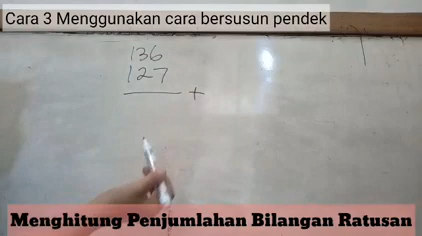 Cara 3 Menggunakan cara bersusun pendek
136
127
+
Menghitung Penjumlahan Bilangan Ratusan